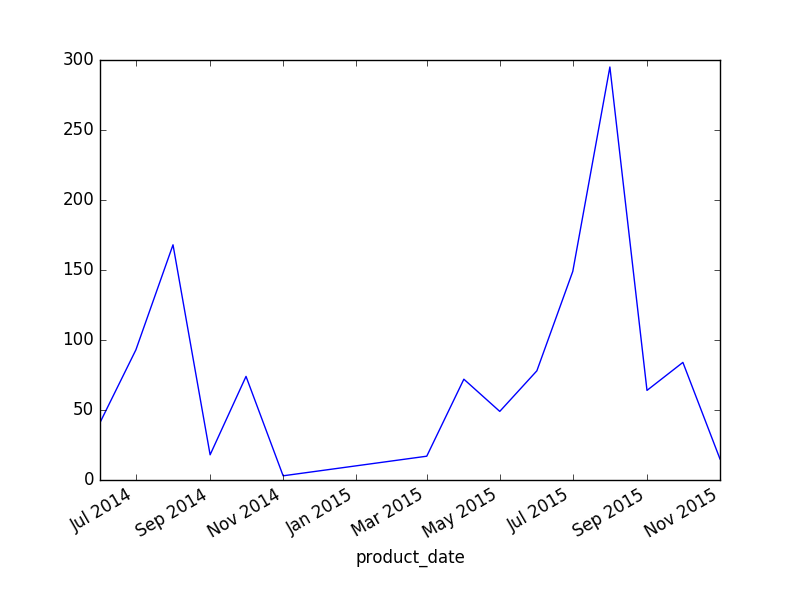 300
250
200
150
100
50
0
Jul 2014
Sep 2014
Nov 2014
Jan 2015
Mar 2015
May 2015
Jul 2015
Sep 2015
Nov 2015
product_date